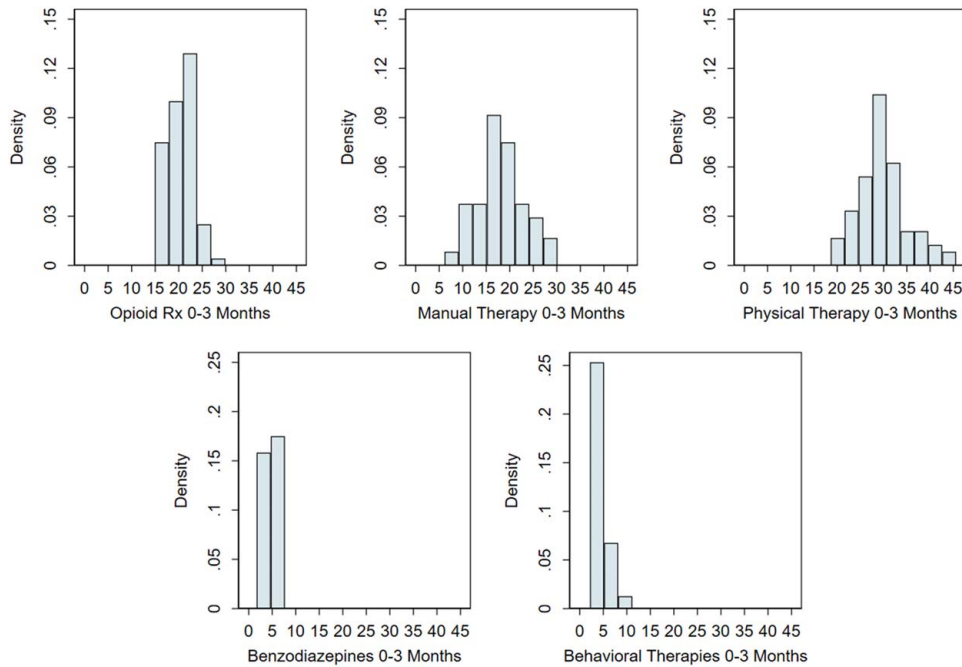 Density
.15
.12
.09
.06
.03
0
0 5 10 15 20 25 30 35 40 45
Opioid Rx 0-3 Months
Density
.15
.12
.09
.06
.03
0
0 5 10 15 20 25 30 35 40 45
Manual Therapy 0-3 Months
Density
.15
.12
.09
.06
.03
0
0 5 10 15 20 25 30 35 40 45
Physical Therapy 0-3 Months
Density
.25
.2
.15
.1
.05
0
0 5 10 15 20 25 30 35 40 45
Benzodiazepines 0-3 Months
Density
.25
.2
.15
.1
.05
0
0 5 10 15 20 25 30 35 40 45
Behavioral Therapies 0-3 Months